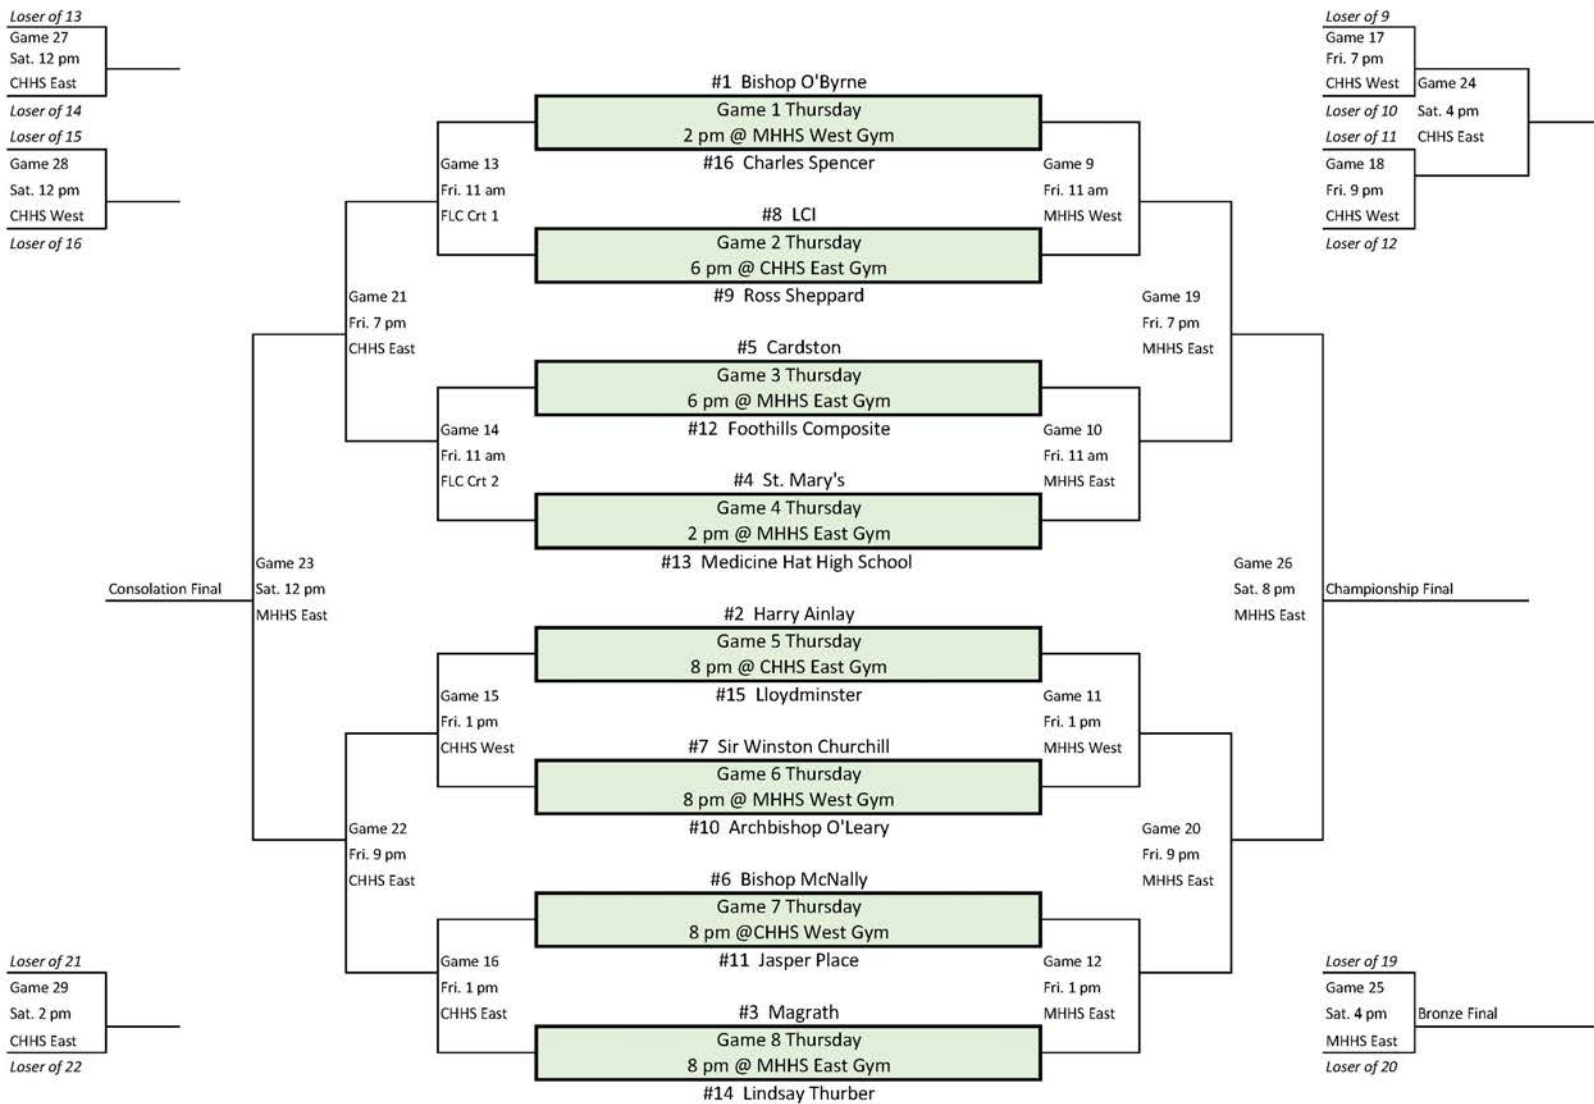 Loser of 13
Game 27
Sat. 12 pm
CHHS East
Loser of 14
Loser of 15
Game 28
Sat. 12 pm
CHHS West
Loser of 16
Game 13
Fri. 11 am
FLC Crt 1
Game 21
Fri. 7 pm
CHHS East
Game 14
Fri. 11 am
FLC Crt 2
Consolation Final
Game 23
Sat. 12 pm
MHHS East
Game 15
Fri. 1 pm
CHHS West
Game 22
Fri. 9 pm
CHHS East
Game 16
Fri. 1 pm
CHHS East
Loser of 21
Game 29
Sat. 2 pm
CHHS East
Loser of 22
#1 Bishop O'Byrne
Game 1 Thursday
2 pm @ MHHS West Gym
#16 Charles Spencer
#8 LCI
Game 2 Thursday
6 pm @ CHHS East Gym
#9 Ross Sheppard
#5 Cardston
Game 3 Thursday
6 pm @ MHHS East Gym
#12 Foothills Composite
#4 St. Mary's
Game 4 Thursday
2 pm @ MHHS East Gym
#13 Medicine Hat High School
#2 Harry Ainlay
Game 5 Thursday
8 pm @ CHHS East Gym
#15 Lloydminster
#7 Sir Winston Churchill
Game 6 Thursday
8 pm @ MHHS West Gym
#10 Archbishop O'Leary
#6 Bishop McNally
Game 7 Thursday
8 pm @CHHS West Gym
#11 Jasper Place
#3 Magrath
Game 8 Thursday
8 pm @ MHHS East Gym
#14 Lindsay Thurber
Game 9
Fri. 11 am
MHHS West
Game 19
Fri. 7 pm
MHHS East
Game 10
Fri. 11 am
MHHS East
Game 26
Sat. 8 pm
MHHS East
Championship Final
Game 11
Fri. 1 pm
MHHS West
Game 20
Fri. 9 pm
MHHS East
Game 12
Fri. 1 pm
MHHS East
Loser of 9
Game 17
Fri. 7 pm
CHHS West
Loser of 10
Game 24
Sat. 4 pm
CHHS East
Loser of 11
Game 18
Fri. 9 pm
CHHS West
Loser of 12
Loser of 19
Game 25
Sat. 4 pm
MHHS East
Bronze Final
Loser of 20